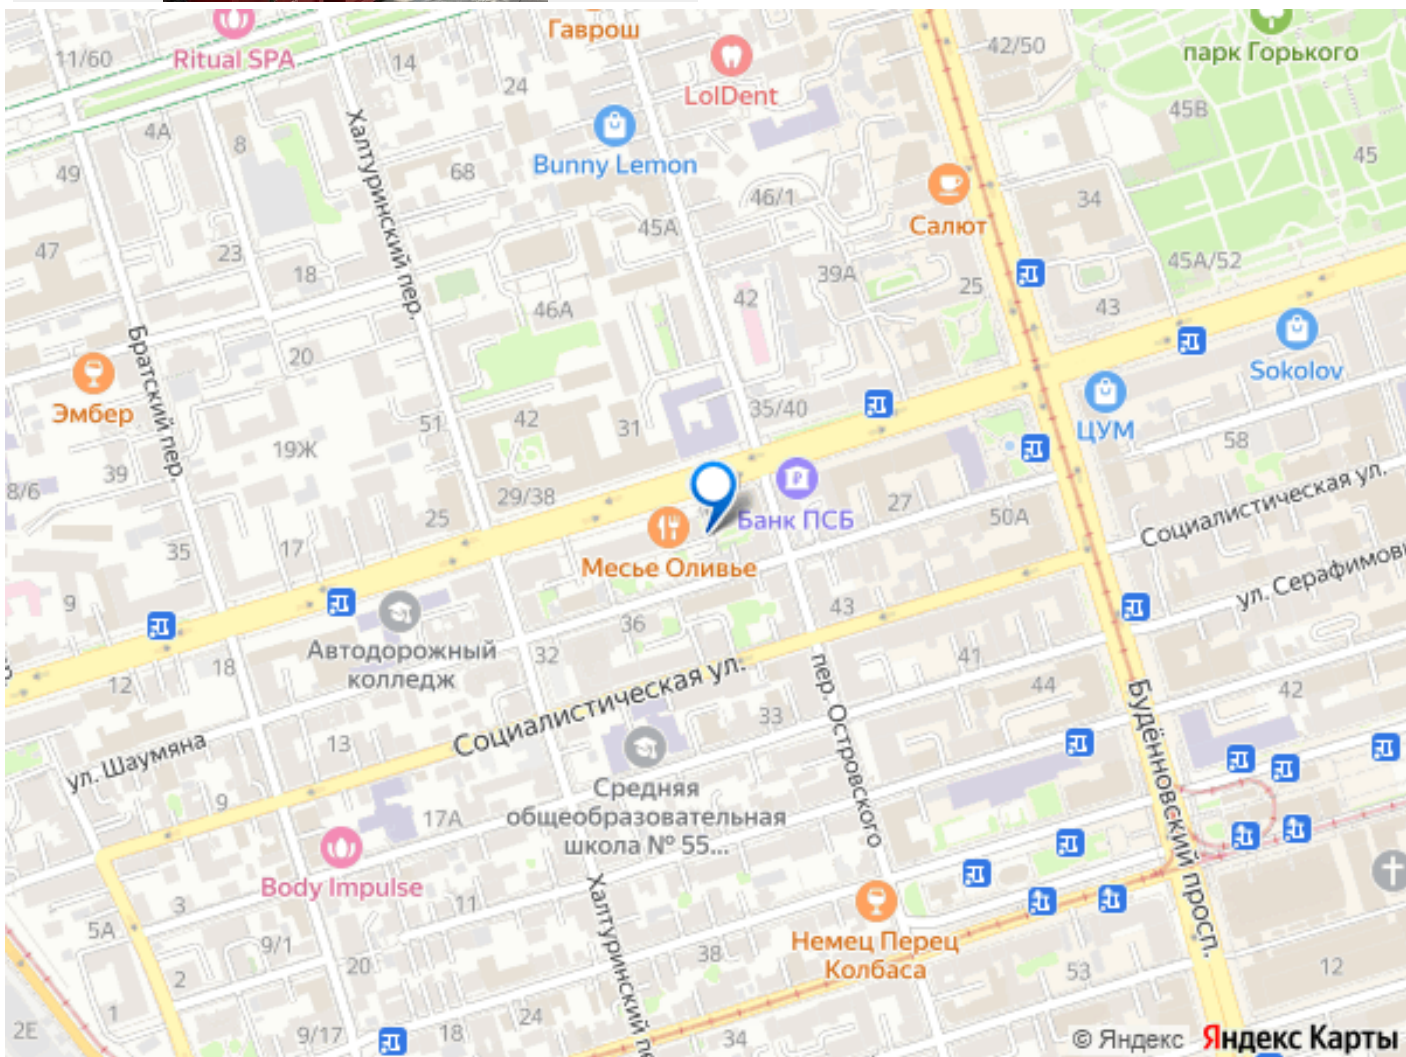 Гаврош
42/50
парк Горького
11/60
Ritual SPA
14
24
LolDent
45В
4А
8
Халтуринский пер.
Bunny Lemon
68
45
49
46/1
34
Салют
45А
47
23
18
39А
45А/52
25
42
43
46А
Братский пер.
20
Sokolov
Эмбер
51
42
31
35/40
ЦУМ
58
19Ж
39
8/6
29/38
Социалистическая ул.
25
Банк ПСБ
27
50А
35
17
Месье Оливье
ул. Серафимови
9
43
36
Автодорожный
колледж
32
18
12
пер. Островского
41
44
42
Социалистическая ул.
33
Будённовский просп.
13
ул. Шаумяна
Средняя
общеобразовательная
школа № 55...
9
17А
Body Impulse
Халтуринский пе
3
11
5А
9/1
Немец Перец
Колбаса
38
20
2
53
12
1
24
2Е
9/17
18
34
© Яндекс Яндекс Карты